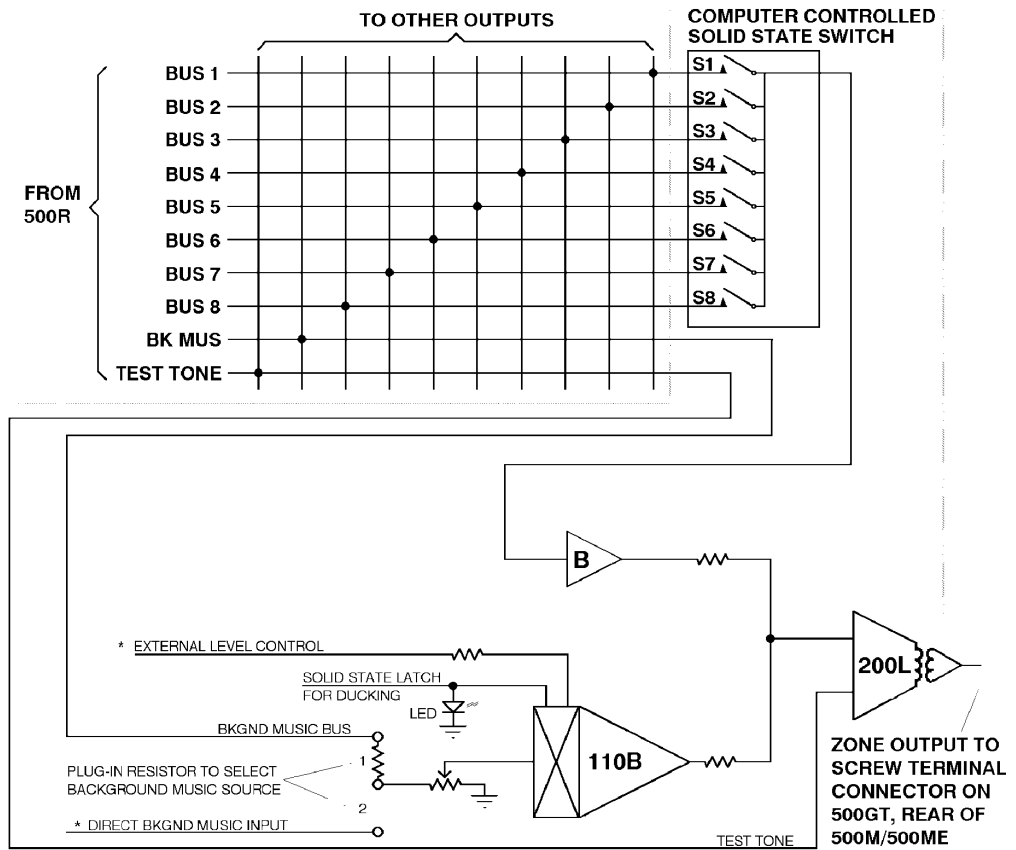 TO OTHER OUTPUTS
COMPUTER CONTROLLED
SOLID STATE SWITCH
BUS 1
S1
BUS 2
S2
BUS 3
S3
BUS 4
S4
FROM
500R
BUS 5
S5
BUS 6
S6
BUS 7
S7
BUS 8
S8
BK MUS
TEST TONE
B
* EXTERNAL LEVEL CONTROL
200L
SOLID STATE LATCH
FOR DUCKING
LED
BKGND MUSIC BUS
110B
1
PLUG-IN RESISTOR TO SELECT
BACKGROUND MUSIC SOURCE
2
* DIRECT BKGND MUSIC INPUT
TEST TONE
ZONE OUTPUT TO
SCREW TERMINAL
CONNECTOR ON
500GT, REAR OF
500M/500ME